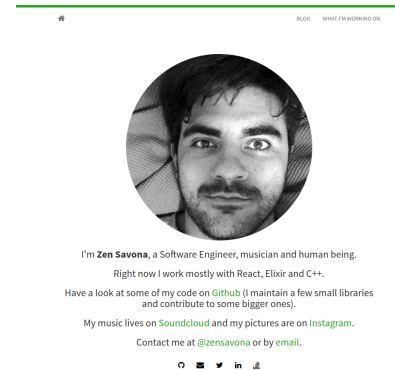 BLOG WHAT I'M WORKING ON
I'm Zen Savona, a Software Engineer, musician and human being.
Right now I work mostly with React, Elixir and C++.
Have a look at some of my code on Github (I maintain a few small libraries
and contribute to some bigger ones).
My music lives on Soundcloud and my pictures are on Instagram.
Contact me at @zensavona or by email.